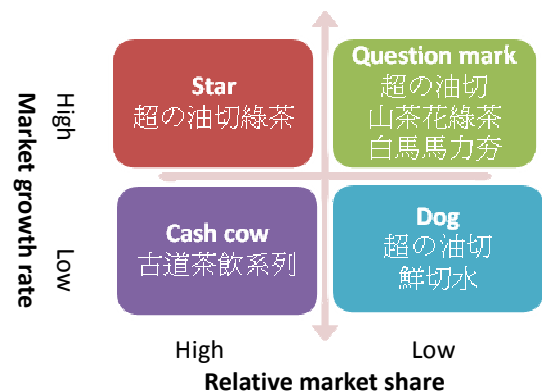 Market growth rate
High
Low
Star
超の油切綠茶
Question mark
超の油切
山茶花綠茶
白馬馬力夯
Cash cow
古道茶飲系列
Dog
超の油切
鮮切水
High
Low
Relative market share